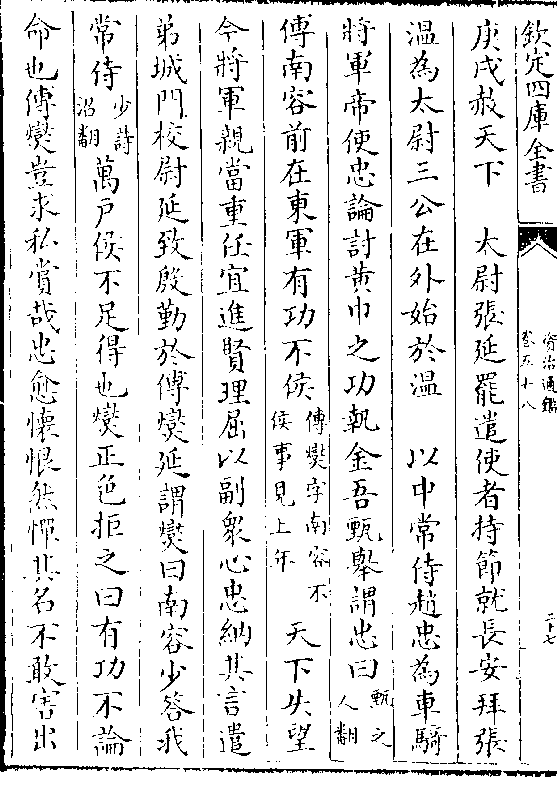 欽定四庫全書
資治通鑑
卷五十八
二十七
庚戌赦天下　太尉張延罷遣使者持節就長安拜張
溫為太尉三公在外始於溫　以中常侍趙忠為車騎
將軍帝使忠論討黃巾之功執金吾甄舉謂忠曰甄之人翻
傅南容前在東軍有功不侯傅燮字南容不侯事見上年天下失望
今將軍親當重任宜進賢理屈以副衆心忠納其言遣
弟城門校尉延致殷勤於傅燮延謂燮曰南容少答我
常侍少詩沼翻萬户侯不足得也燮正色拒之曰有功不論
命也傅燮豈求私賞哉忠愈懷恨然憚其名不敢害出